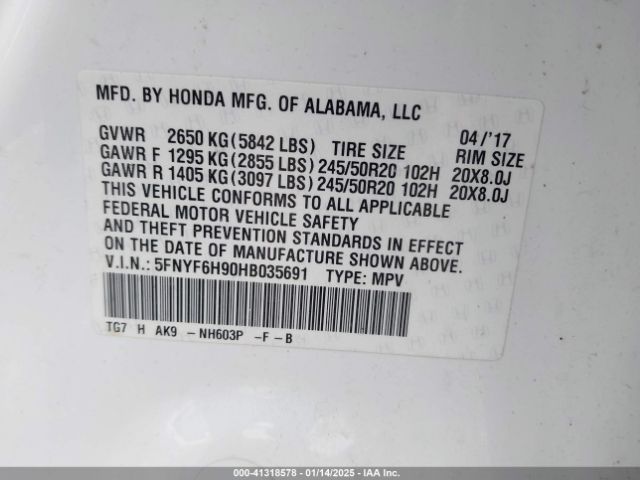 MFD. BY HONDA MFG. OF ALABAMA, LLC
04/'17
GVWR 2650 KG(5842 LBS) TIRE SIZE RIM SIZE
GAWR F 1295 KG(2855 LBS)245/50R20 102H 20X8.0J
GAWR R 1405 KG(3097 LBS)245/50R20 102H 20X8.0J
THIS VEHICLE CONFORMS TO ALL APPLICABLE
FEDERAL MOTOR VEHICLE SAFETY
AND THEFT PREVENTION STANDARDS IN EFFECT
ON THE DATE OF MANUFACTURE SHOWN ABOVE.
V.I.N.: 5FNYF6H90HB035691 TYPE: MPV
TG7 H AK9 -NH603P -F-B
000-41318578 - 01/14/2025 - IAA Inc.